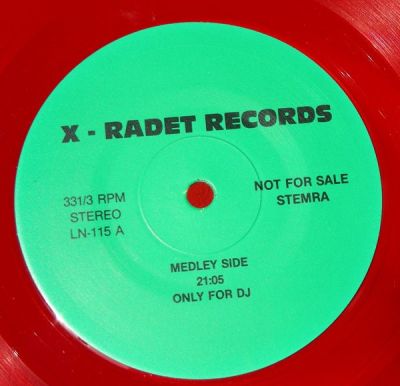 X - RADET RECORDS
331/3 RPM
STEREO
LN-115 A
NOT FOR SALE
STEMRA
MEDLEY SIDE
21:05
ONLY FOR DJ